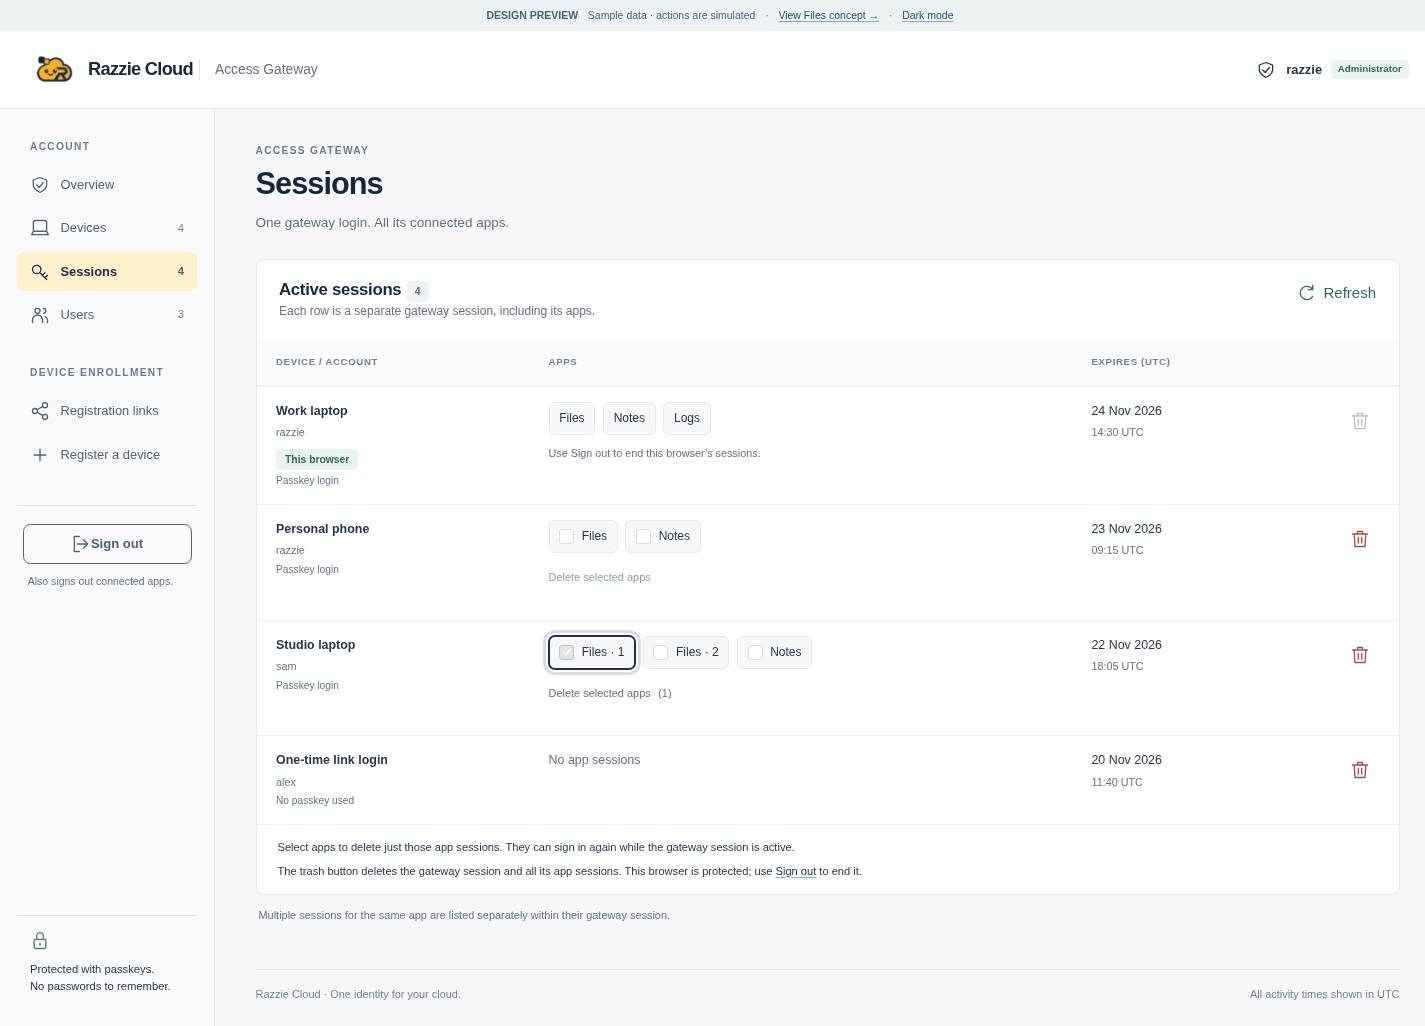 DESIGN PREVIEW Sample data · actions are simulated · View Files concept → · Dark mode
Razzie Cloud
Access Gateway
razzie
Administrator
ACCOUNT
Overview
Devices 4
Sessions 4
Users 3
DEVICE ENROLLMENT
Registration links
Register a device
Sign out
Also signs out connected apps.
Protected with passkeys.
No passwords to remember.
ACCESS GATEWAY
Sessions
One gateway login. All its connected apps.
Active sessions 4
Each row is a separate gateway session, including its apps.
Refresh
DEVICE / ACCOUNT APPS EXPIRES (UTC)
Work laptop Files Notes Logs 24 Nov 2026
razzie 14:30 UTC
This browser Use Sign out to end this browser’s sessions.
Passkey login
Personal phone Files Notes 23 Nov 2026
razzie 09:15 UTC
Passkey login Delete selected apps
Studio laptop Files · 1 Files · 2 Notes 22 Nov 2026
sam 18:05 UTC
Passkey login Delete selected apps (1)
One-time link login No app sessions 20 Nov 2026
alex 11:40 UTC
No passkey used
Select apps to delete just those app sessions. They can sign in again while the gateway session is active.
The trash button deletes the gateway session and all its app sessions. This browser is protected; use Sign out to end it.
Multiple sessions for the same app are listed separately within their gateway session.
Razzie Cloud · One identity for your cloud. All activity times shown in UTC